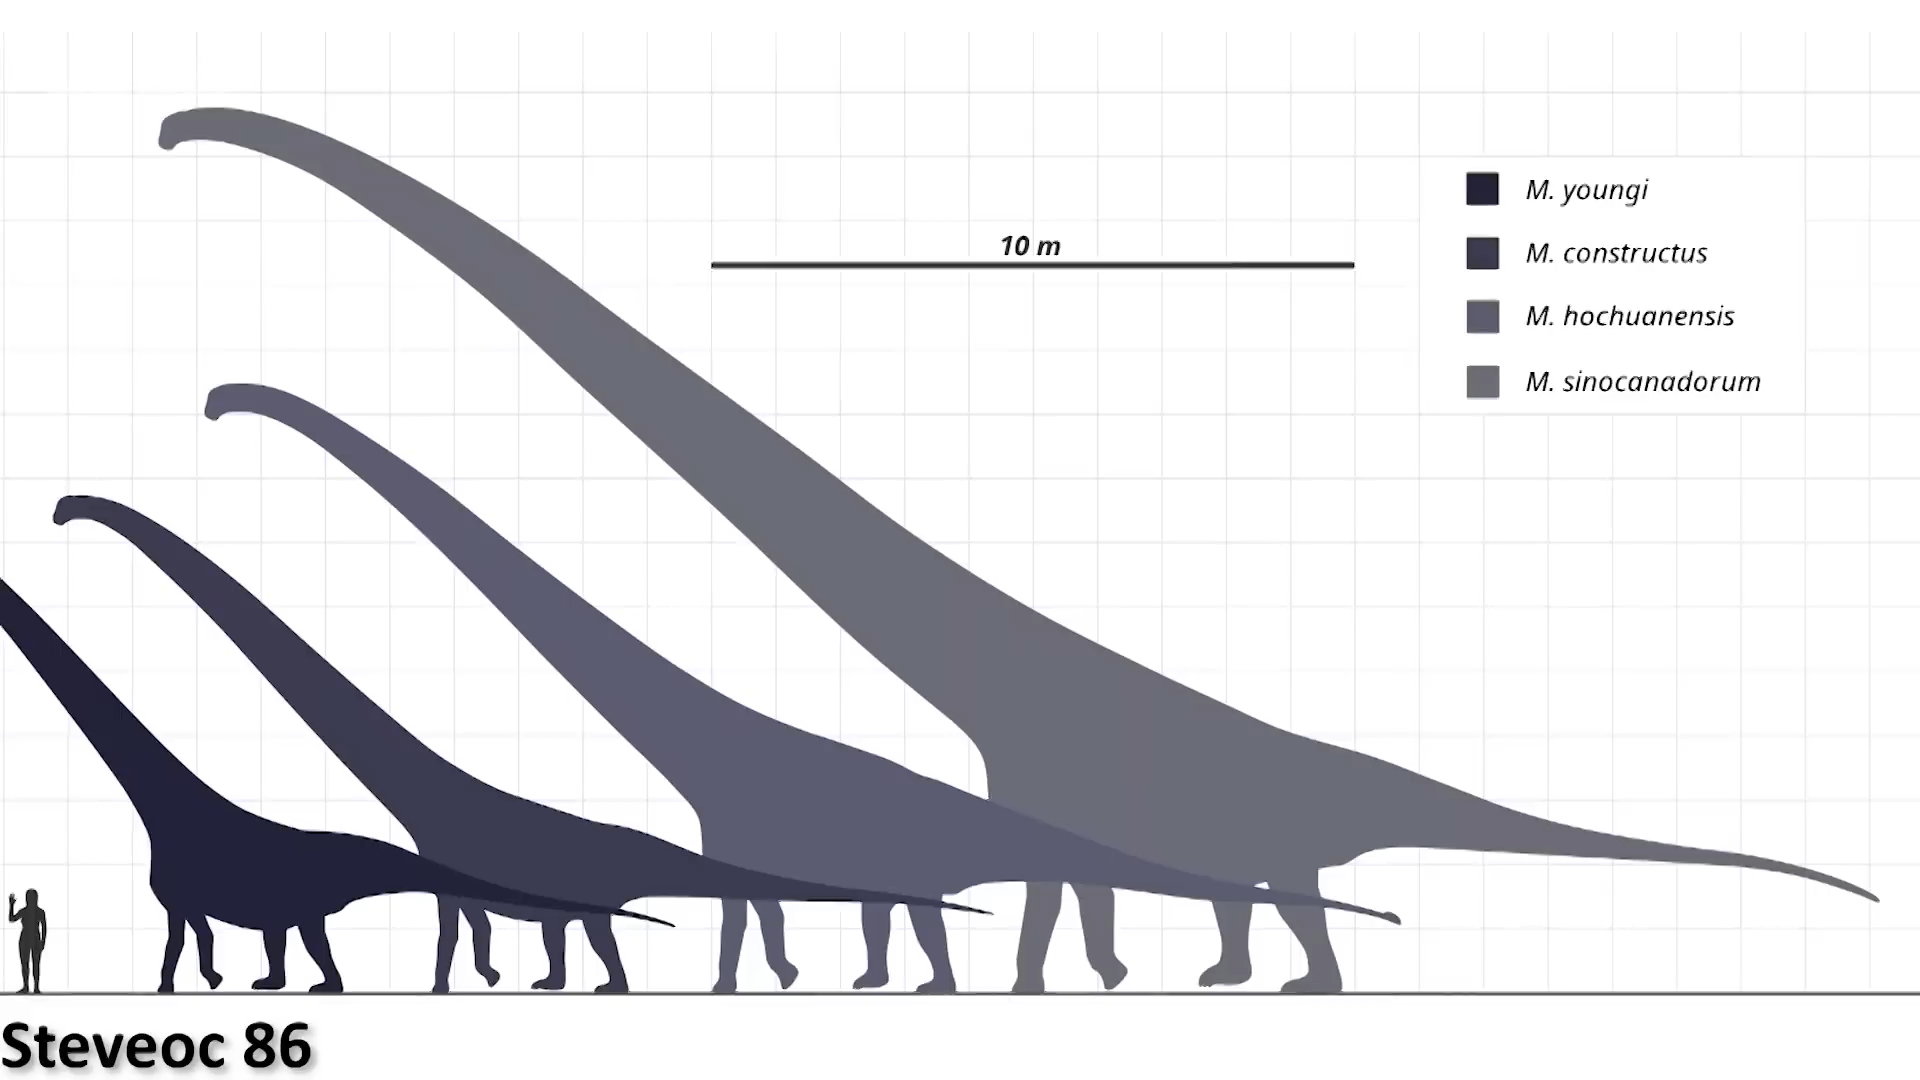 10 m
M. youngi
M. constructus
M. hochuanensis
M. sinocanadorum
Steveoc 86